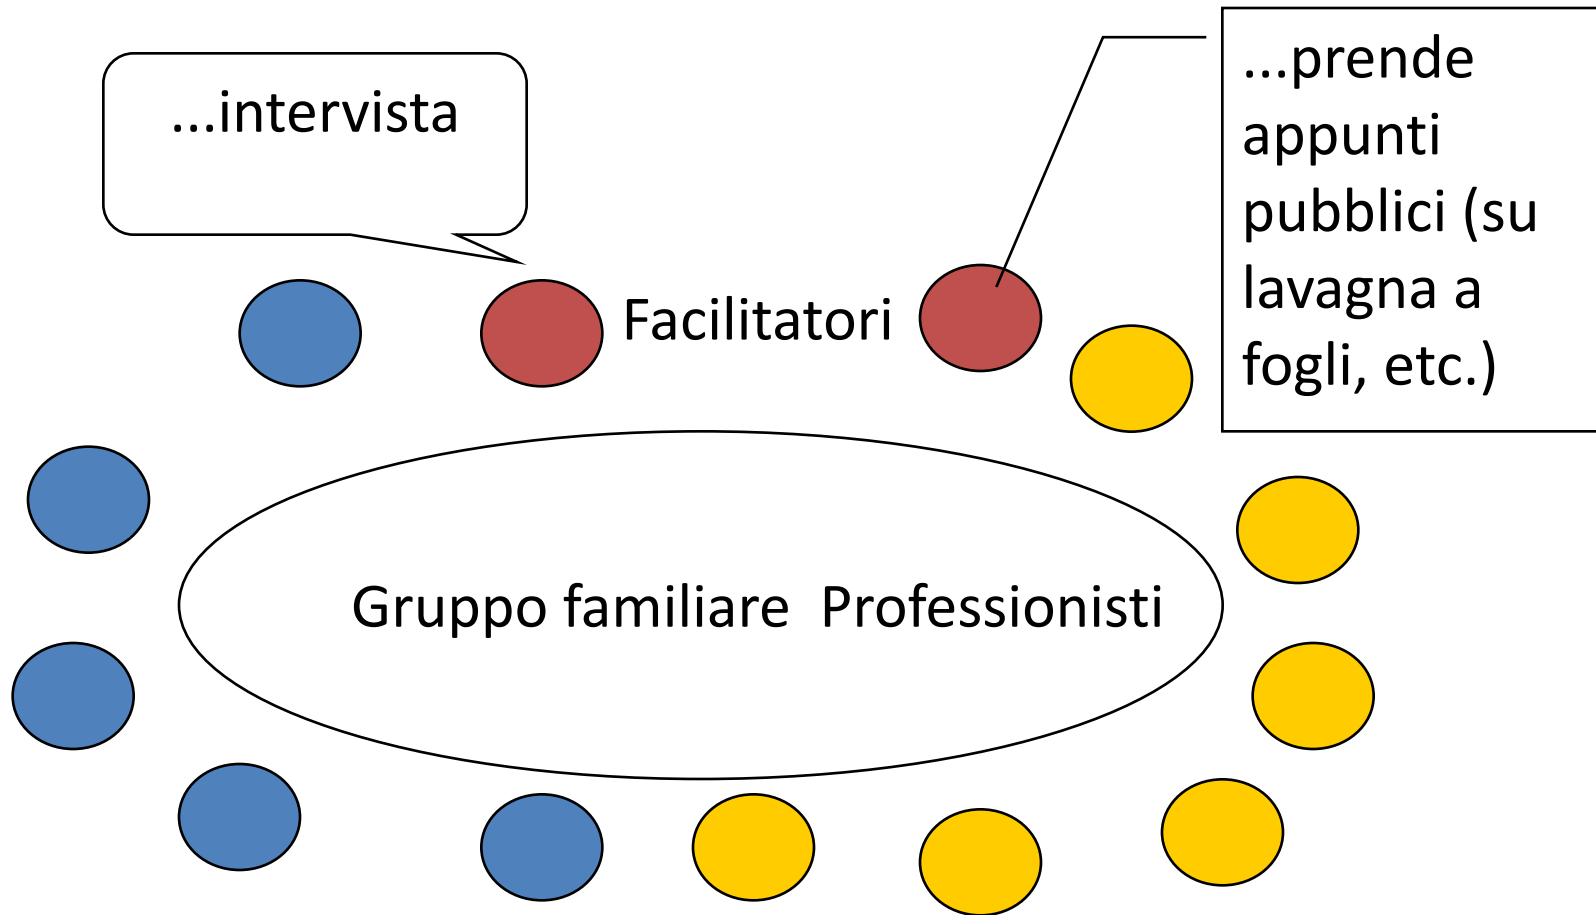 ...intervista
...prende
appunti
pubblici (su
lavagna a
fogli, etc.)
Facilitatori
Gruppo familiare  Professionisti